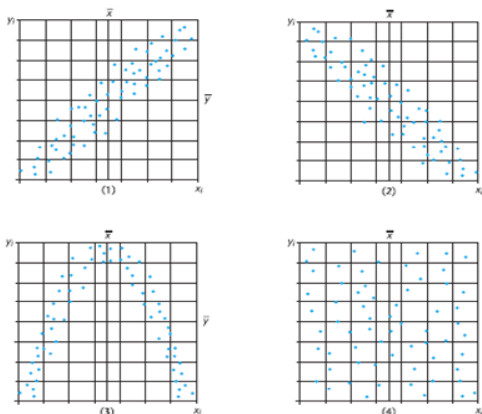 yᵢ x̄
ȳ
(1) xᵢ
yᵢ x̄
(2) xᵢ
yᵢ x̄
ȳ
(3) xᵢ
yᵢ x̄
(4) xᵢ